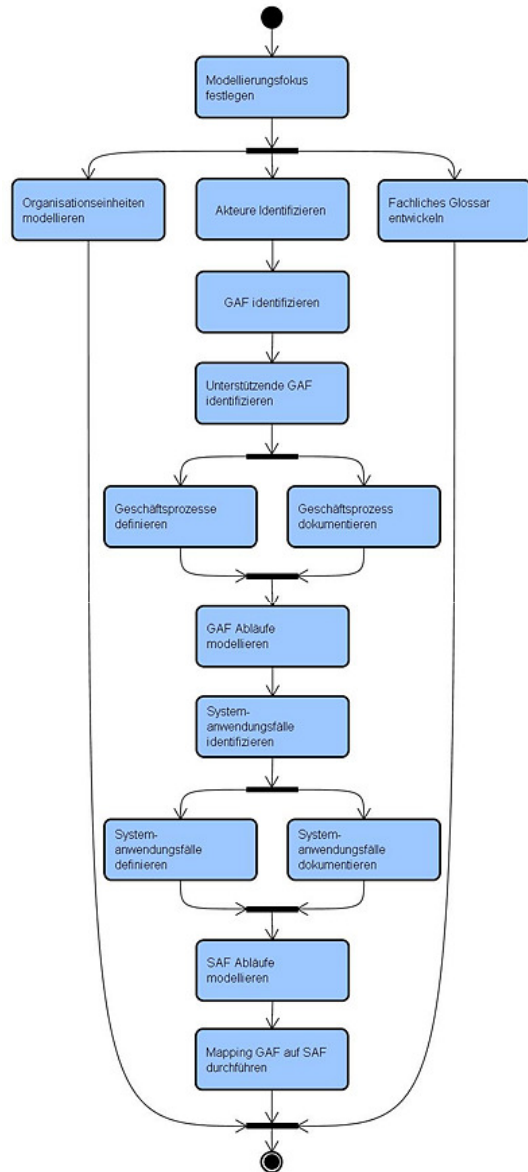 Modellierungsfokus
festlegen
Organisationseinheiten
modellieren
Akteure Identifizieren
Fachliches Glossar
entwickeln
GAF identifizieren
Unterstützende GAF
identifizieren
Geschäftsprozesse
definieren
Geschäftsprozess
dokumentieren
GAF Abläufe
modellieren
System-
anwendungsfälle
identifizieren
System-
anwendungsfälle
definieren
System-
anwendungsfälle
dokumentieren
SAF Abläufe
modellieren
Mapping GAF auf SAF
durchführen